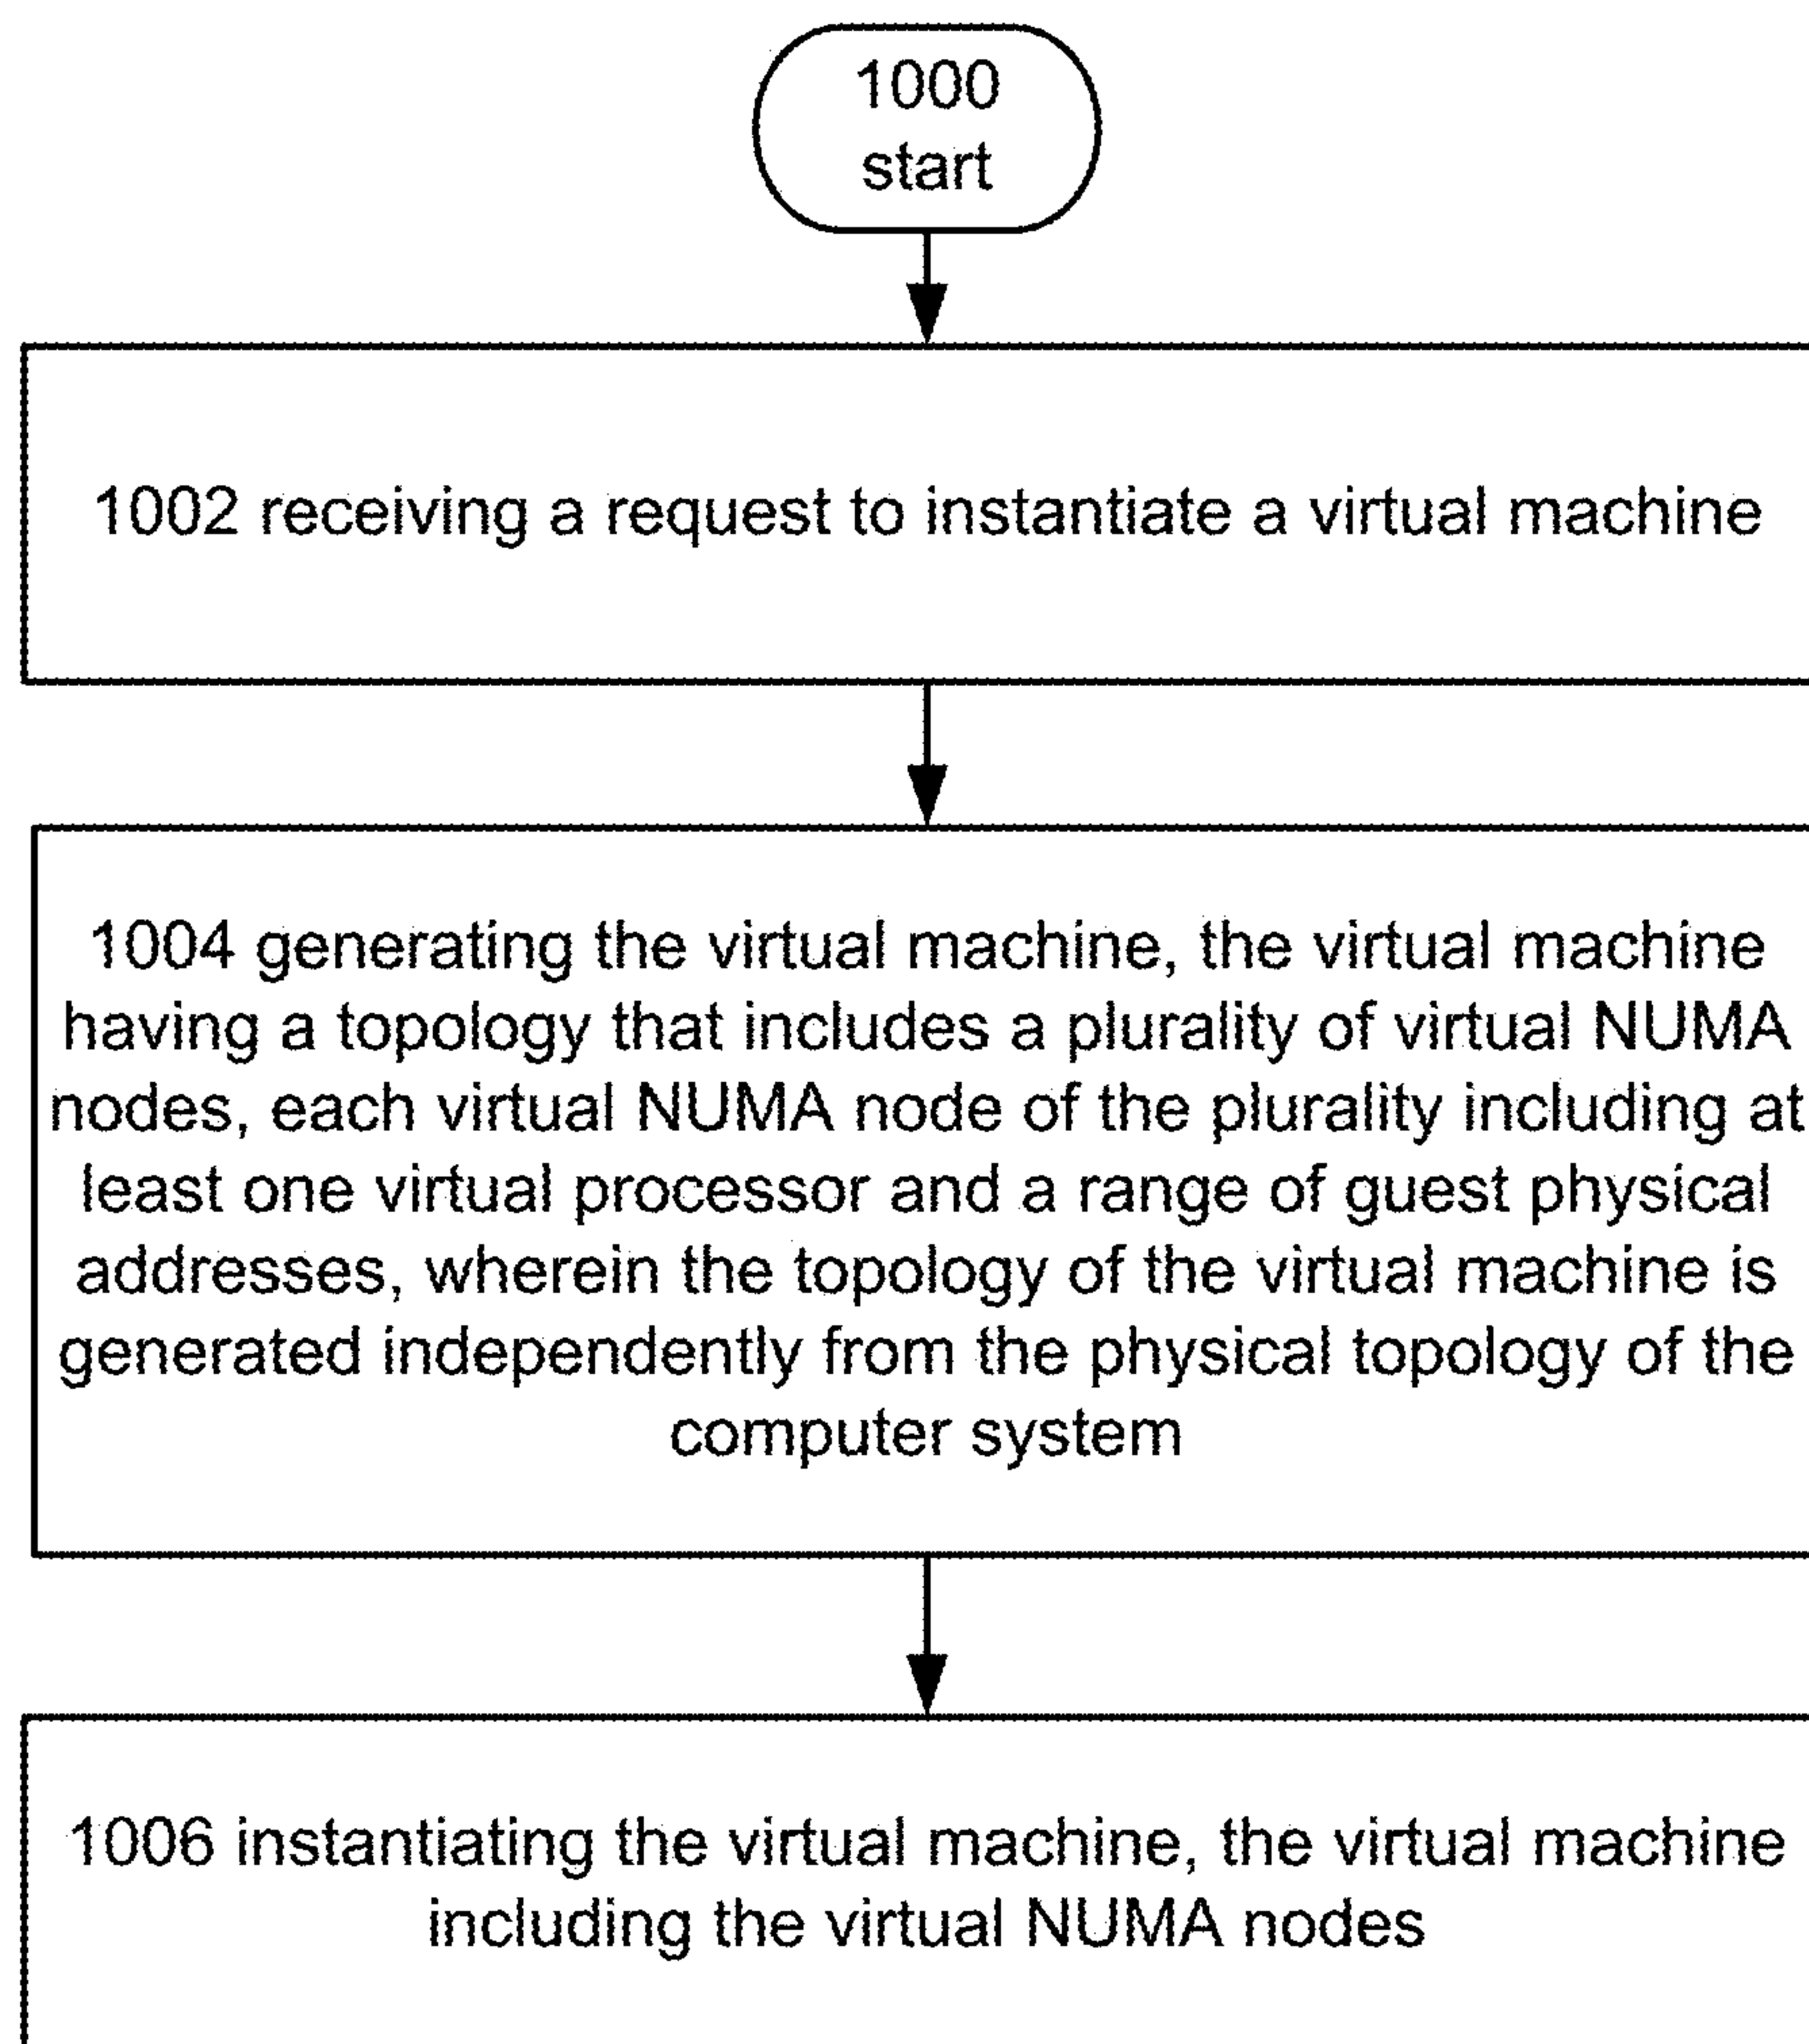 1000
start
1002 receiving a request to instantiate a virtual machine
1004 generating the virtual machine, the virtual machine
having a topology that includes a plurality of virtual NUMA
nodes, each virtual NUMA node of the plurality including at
least one virtual processor and a range of guest physical
addresses, wherein the topology of the virtual machine is
generated independently from the physical topology of the
computer system
1006 instantiating the virtual machine, the virtual machine
including the virtual NUMA nodes